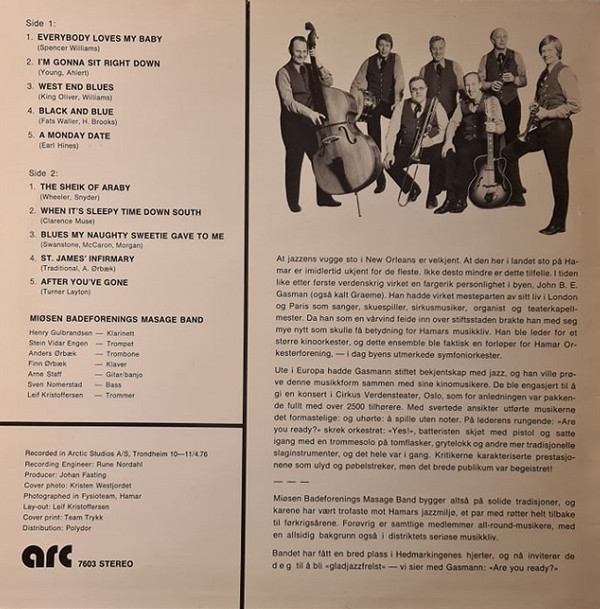 Side 1:
1. EVERYBODY LOVES MY BABY
(Spencer Williams)
2. I'M GONNA SIT RIGHT DOWN
(Young, Ahlert)
3. WEST END BLUES
(King Oliver, Williams)
4. BLACK AND BLUE
(Fats Waller, H. Brooks)
5. A MONDAY DATE
(Earl Hines)
Side 2:
1. THE SHEIK OF ARABY
(Wheeler, Snyder)
2. WHEN IT'S SLEEPY TIME DOWN SOUTH
(Clarence Muse)
3. BLUES MY NAUGHTY SWEETIE GAVE TO ME
(Swanstone, McCaron, Morgan)
4. ST. JAMES' INFIRMARY
(Traditional, A. Ørbæk)
5. AFTER YOU'VE GONE
(Turner Layton)
MIØSEN BADEFORENINGS MASAGE BAND
Henry Gulbrandsen — Klarinett
Stein Vidar Engen — Trompet
Anders Ørbæk — Trombone
Finn Ørbæk — Klaver
Arne Staff — Gitar/banjo
Sven Nomerstad — Bass
Leif Kristoffersen — Trommer
Recorded in Arctic Studios A/S, Trondheim 10—11/4.76
Recording Engineer: Rune Nordahl
Producer: Johan Fasting
Cover photo: Kristen Westjordet
Photographed in Fysioteam, Hamar
Lay-out: Leif Kristoffersen
Cover print: Team Trykk
Distribution: Polydor
arc 7603 STEREO
At jazzens vugge sto i New Orleans er velkjent. At den her i landet sto på Ha-
mar er imidlertid ukjent for de fleste. Ikke desto mindre er dette tilfelle. I tiden
like etter første verdenskrig virket en fargerik personlighet i byen, John B. E.
Gasman (også kalt Graeme). Han hadde virket mesteparten av sitt liv i London
og Paris som sanger, skuespiller, sirkusmusiker, organist og teaterkapell-
mester. Da han som en vårvind feide inn over stiftsstaden brakte han med seg
mye nytt som skulle få betydning for Hamars musikkliv. Han ble leder for et
større kinoorkester, og dette ensemble ble faktisk en forløper for Hamar Or-
kesterforening, — i dag byens utmerkede symfoniorkester.
Ute i Europa hadde Gasmann stiftet bekjentskap med jazz, og han ville prø-
ve denne musikkform sammen med sine kinomusikere. De ble engasjert til å
gi en konsert i Cirkus Verdensteater, Oslo, som for anledningen var pakken-
de fullt med over 2500 tilhørere. Med svertede ansikter utførte musikerne
det formastelige: og uhørte: å spille uten noter. På lederens rungende: «Are
you ready?» skrek orkestret: «Yes!», batteristen skjøt med pistol og satte
igang med en trommesolo på tomflasker, grytelokk og andre mer tradisjonelle
slaginstrumenter, og det hele var i gang. Kritikerne karakteriserte prestasjo-
nene som ulyd og pøbelstreker, men det brede publikum var begeistret!
— — —
Miøsen Badeforenings Masage Band bygger altså på solide tradisjoner, og
karene har vært trofaste mot Hamars jazzmiljø, et par med røtter helt tilbake
til førkrigsårene. Forøvrig er samtlige medlemmer all-round-musikere, med
en allsidig bakgrunn også i distriktets seriøse musikkliv.
Bandet har fått en bred plass i Hedmarkingenes hjerter, og nå inviterer de
d e g til å bli «gladjazzfrelst» — vi sier med Gasmann: «Are you ready?»